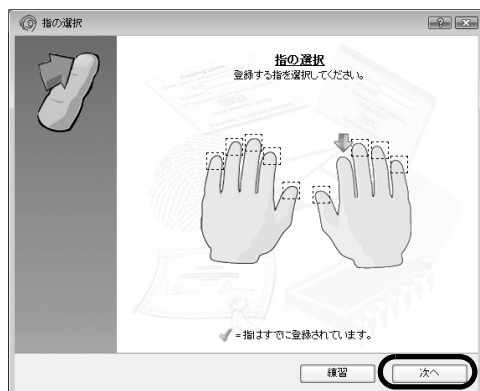 指の選択
指の選択
登録する指を選択してください。
= 指はすでに登録されています。
練習
次へ